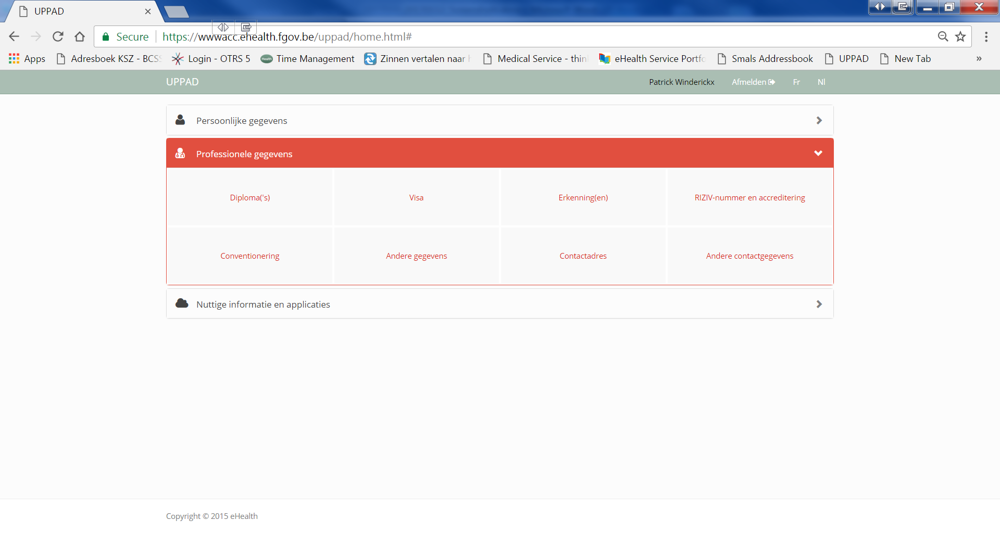 UPPAD
Secure https://wwwacc.ehealth.fgov.be/uppad/home.html#
Apps Adresboek KSZ - BCSS Login - OTRS 5 Time Management Zinnen vertalen naar Medical Service - thin eHealth Service Portfo Smals Addressbook UPPAD New Tab »
UPPAD Patrick Winderickx Afmelden Fr Nl
Persoonlijke gegevens
Professionele gegevens
Diploma('s) Visa Erkenning(en) RIZIV-nummer en accreditering
Conventionering Andere gegevens Contactadres Andere contactgegevens
Nuttige informatie en applicaties
Copyright © 2015 eHealth